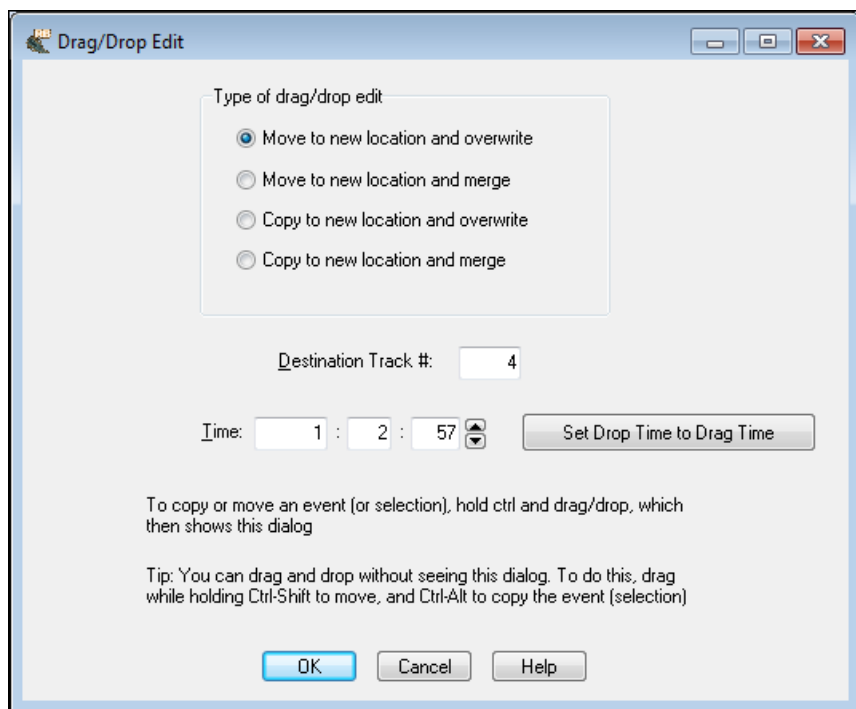 Drag/Drop Edit
Type of drag/drop edit
Move to new location and overwrite
Move to new location and merge
Copy to new location and overwrite
Copy to new location and merge
Destination Track #: 4
Time: 1 : 2 : 57 Set Drop Time to Drag Time
To copy or move an event (or selection), hold ctrl and drag/drop, which
then shows this dialog
Tip: You can drag and drop without seeing this dialog. To do this, drag
while holding Ctrl-Shift to move, and Ctrl-Alt to copy the event (selection)
OK Cancel Help